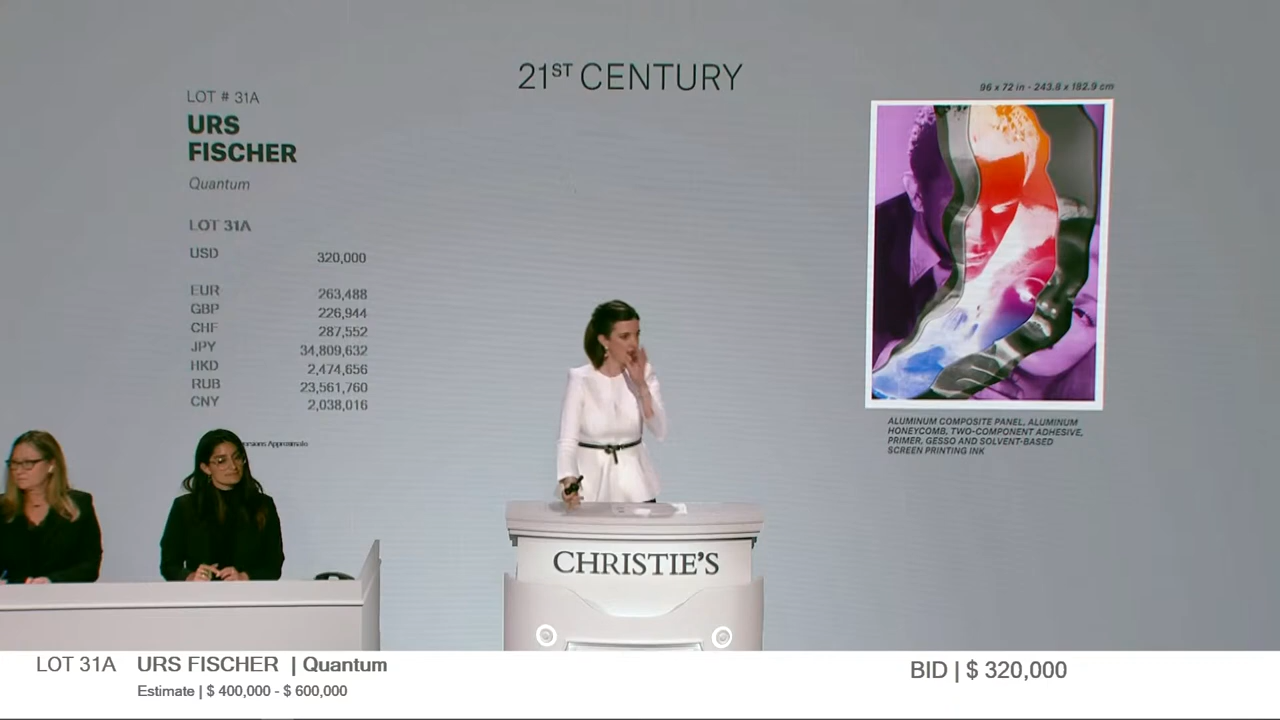 21ST CENTURY
LOT # 31A
URS
FISCHER
Quantum
LOT 31A
USD 320,000
EUR 263,488
GBP 226,944
CHF 287,552
JPY 34,809,632
HKD 2,474,656
RUB 23,561,760
CNY 2,038,016
Approximate
96 x 72 in - 243.8 x 182.9 cm
ALUMINUM COMPOSITE PANEL, ALUMINUM
HONEYCOMB, TWO-COMPONENT ADHESIVE,
PRIMER, GESSO AND SOLVENT-BASED
SCREEN PRINTING INK
CHRISTIE'S
LOT 31A URS FISCHER | Quantum
Estimate | $ 400,000 - $ 600,000
BID | $ 320,000